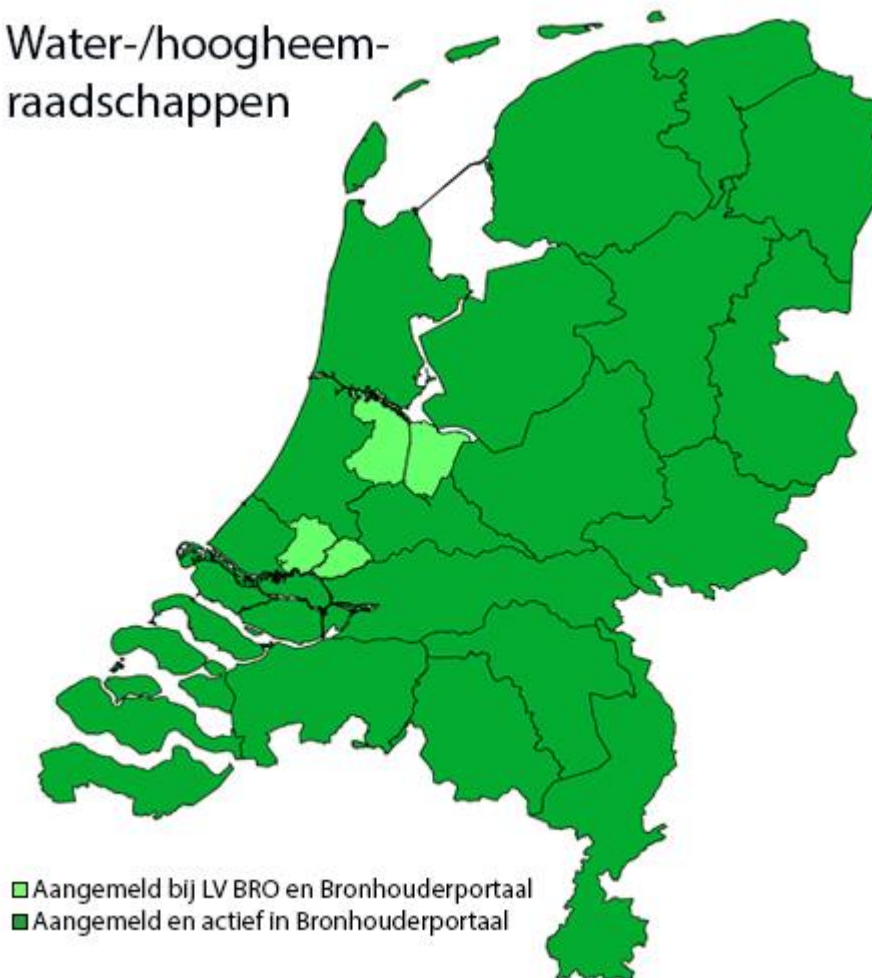 Water-/hoogheem-
raadschappen
Aangemeld bij LV BRO en Bronhouderportaal
Aangemeld en actief in Bronhouderportaal